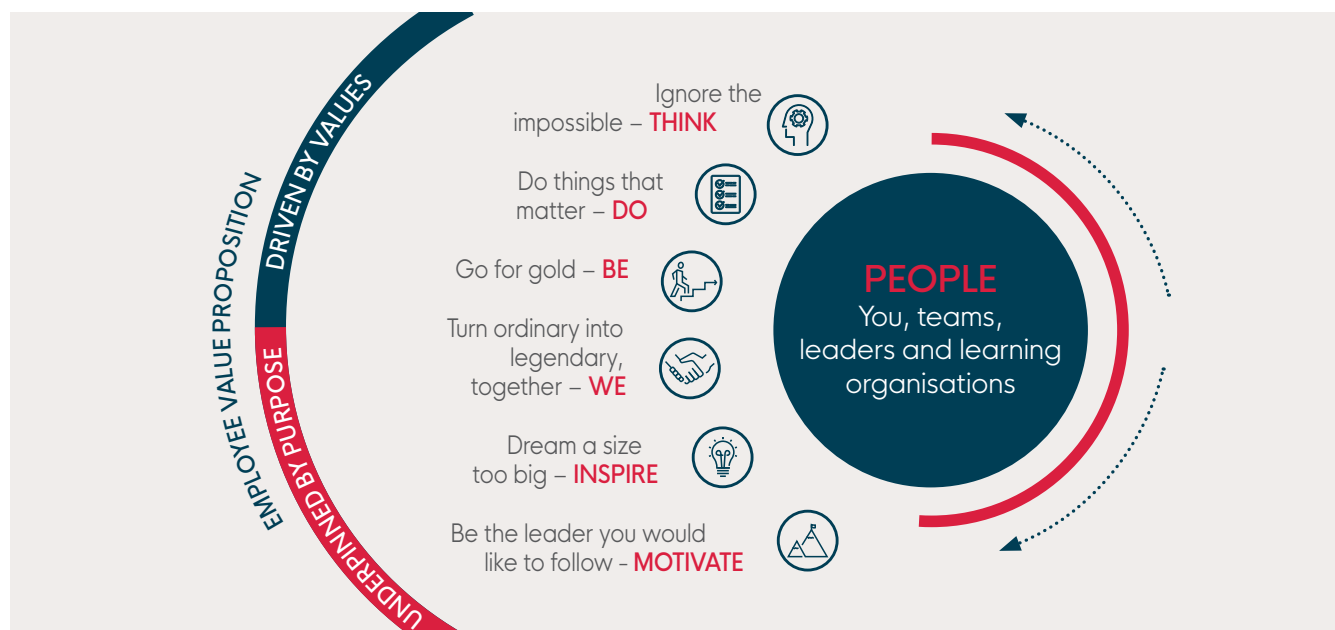 EMPLOYEE VALUE PROPOSITION
DRIVEN BY VALUES
UNDERPINNED BY PURPOSE
Ignore the
impossible – THINK
Do things that
matter – DO
Go for gold – BE
Turn ordinary into
legendary,
together – WE
Dream a size
too big – INSPIRE
Be the leader you would
like to follow - MOTIVATE
PEOPLE
You, teams,
leaders and learning
organisations